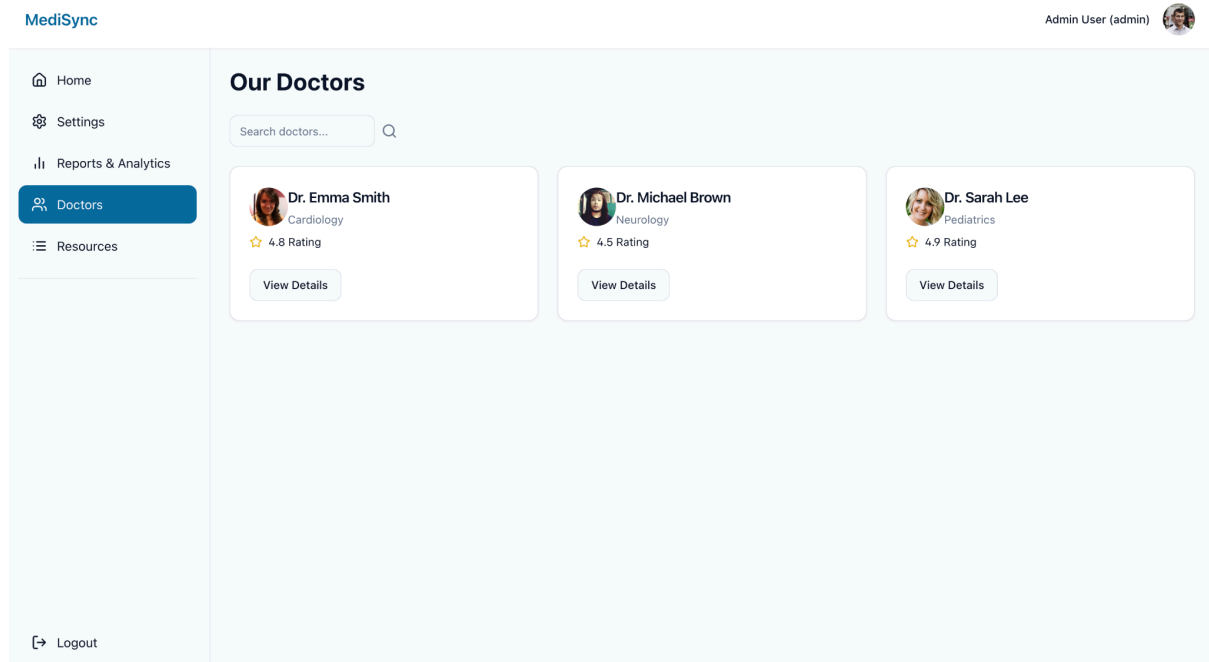 MediSync
Admin User (admin)
Home
Settings
Reports & Analytics
Doctors
Resources
Logout
Our Doctors
Search doctors...
Dr. Emma Smith
Cardiology
4.8 Rating
View Details
Dr. Michael Brown
Neurology
4.5 Rating
View Details
Dr. Sarah Lee
Pediatrics
4.9 Rating
View Details